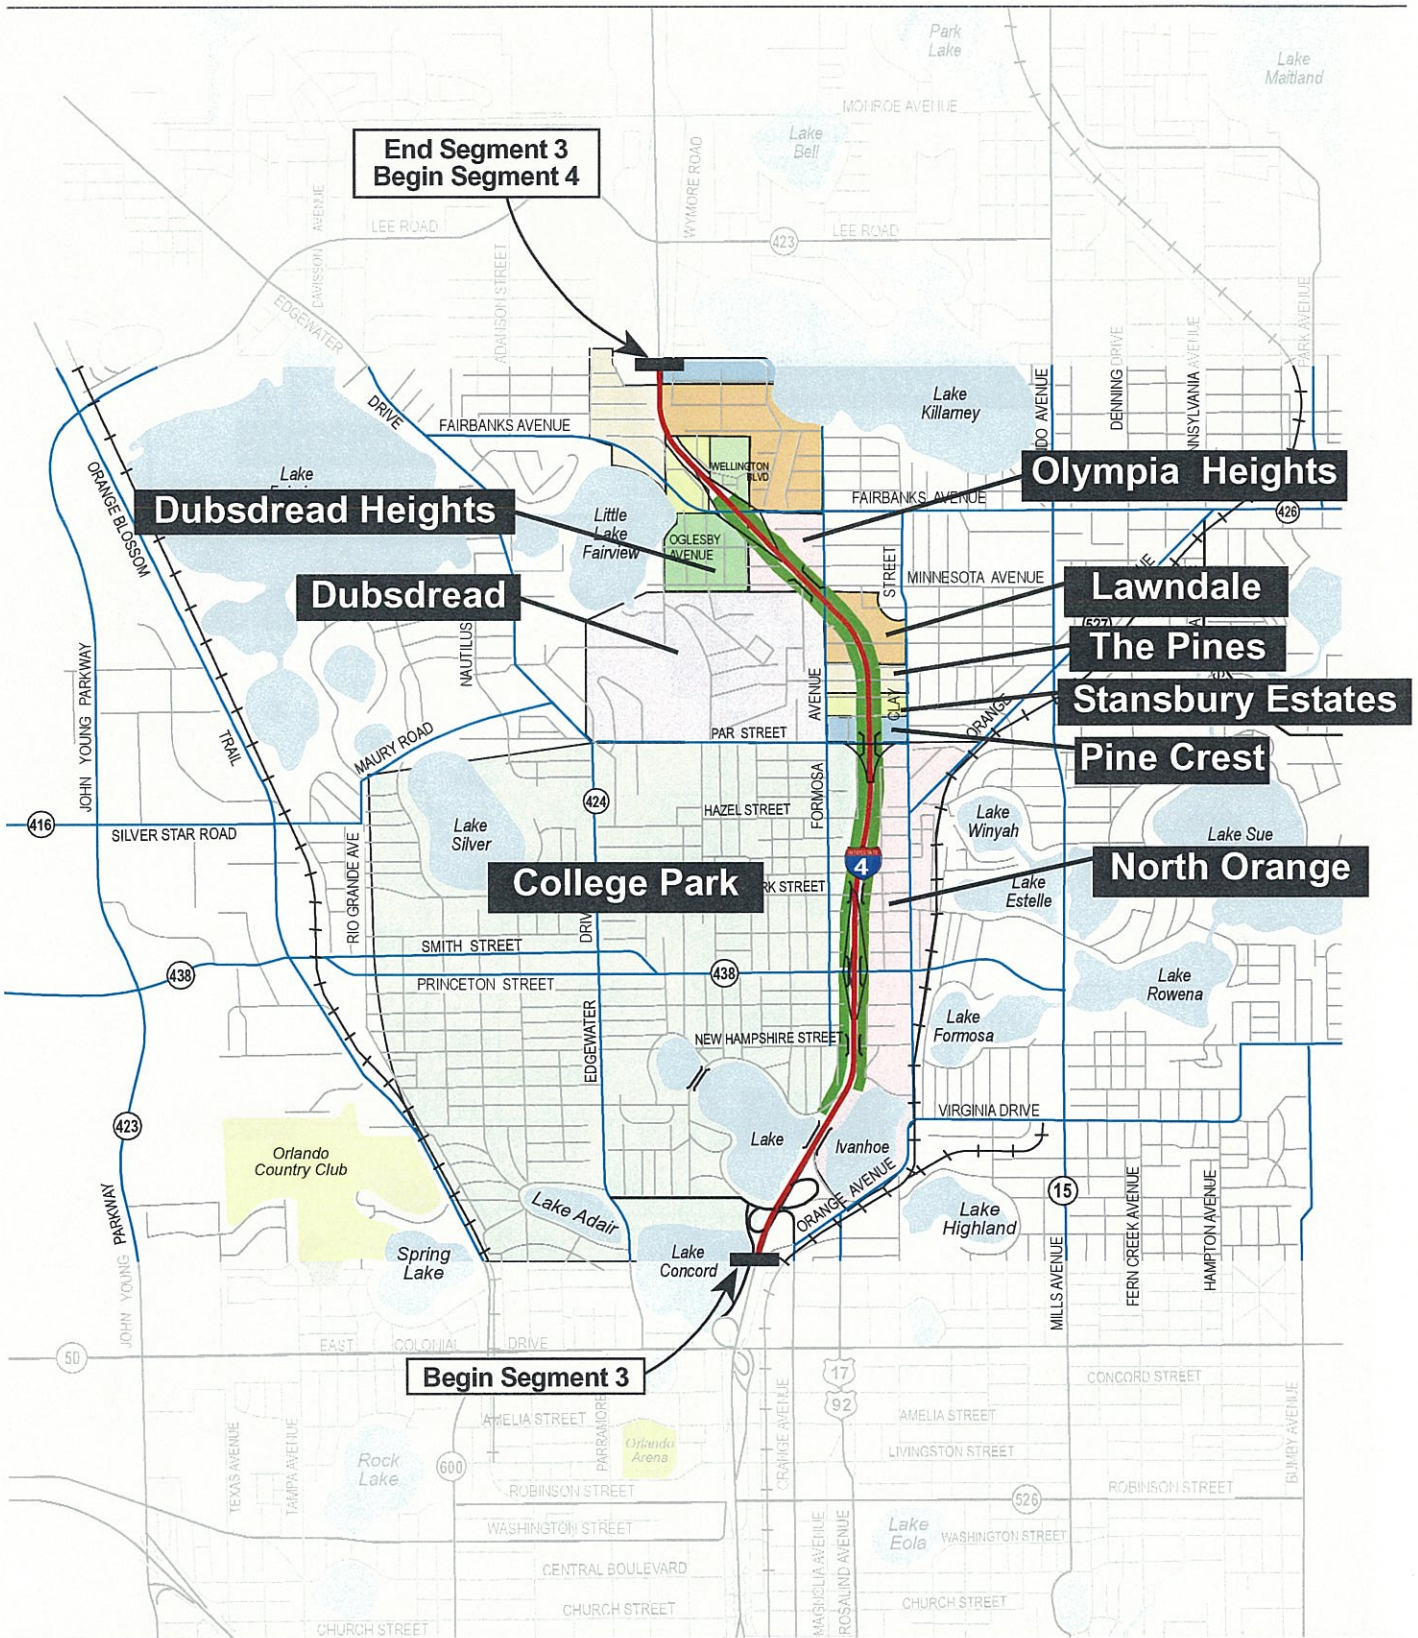 Park
Lake
Lake
Maitland
MONROE AVENUE
Lake
Bell
End Segment 3
Begin Segment 4
WYMORE ROAD
DAVISSON AVENUE
LEE ROAD
423
LEE ROAD
ADANSON STREET
EDGEWATER
DRIVE
PARK AVENUE
DENNING DRIVE
NNSYLVANIA AVENUE
NDO AVENUE
Lake
Killarney
FAIRBANKS AVENUE
WELLINGTON
BLVD
Lake
ORANGE BLOSSOM
TRAIL
Olympia Heights
Dubsdread Heights
FAIRBANKS AVENUE
426
Little
Lake
Fairview
OGLESBY
AVENUE
STREET
MINNESOTA AVENUE
Dubsdread
Lawndale
527
NAUTILUS
The Pines
JOHN YOUNG PARKWAY
AVENUE
CLAY
Stansbury Estates
ORANGE
MAURY ROAD
PAR STREET
Pine Crest
FORMOSA
424
HAZEL STREET
Lake
Winyah
416
SILVER STAR ROAD
Lake
Silver
Lake Sue
RIO GRANDE AVE
4
North Orange
College Park
RK STREET
Lake
Estelle
DRIV
SMITH STREET
438
438
PRINCETON STREET
Lake
Rowena
EDGEWATER
Lake
Formosa
NEW HAMPSHIRE STREET
423
VIRGINIA DRIVE
Lake
Ivanhoe
Orlando
Country Club
15
ORANGE AVENUE
Lake Adair
Lake
Highland
PARKWAY
JOHN YOUNG
Spring
Lake
Lake
Concord
MILLS AVENUE
FERN CREEK AVENUE
HAMPTON AVENUE
50
EAST COLONIAL DRIVE
Begin Segment 3
17
92
CONCORD STREET
AMELIA STREET
AMELIA STREET
ORANGE AVENUE
BUMBY AVENUE
TEXAS AVENUE
TAMPA AVENUE
PARRAMORE
Orlando
Arena
LIVINGSTON STREET
Rock
Lake
600
ROBINSON STREET
ROBINSON STREET
526
WASHINGTON STREET
Lake
Eola
WASHINGTON STREET
MAGNOLIA AVENUE
ROSALIND AVENUE
CENTRAL BOULEVARD
CHURCH STREET
CHURCH STREET
CHURCH STREET